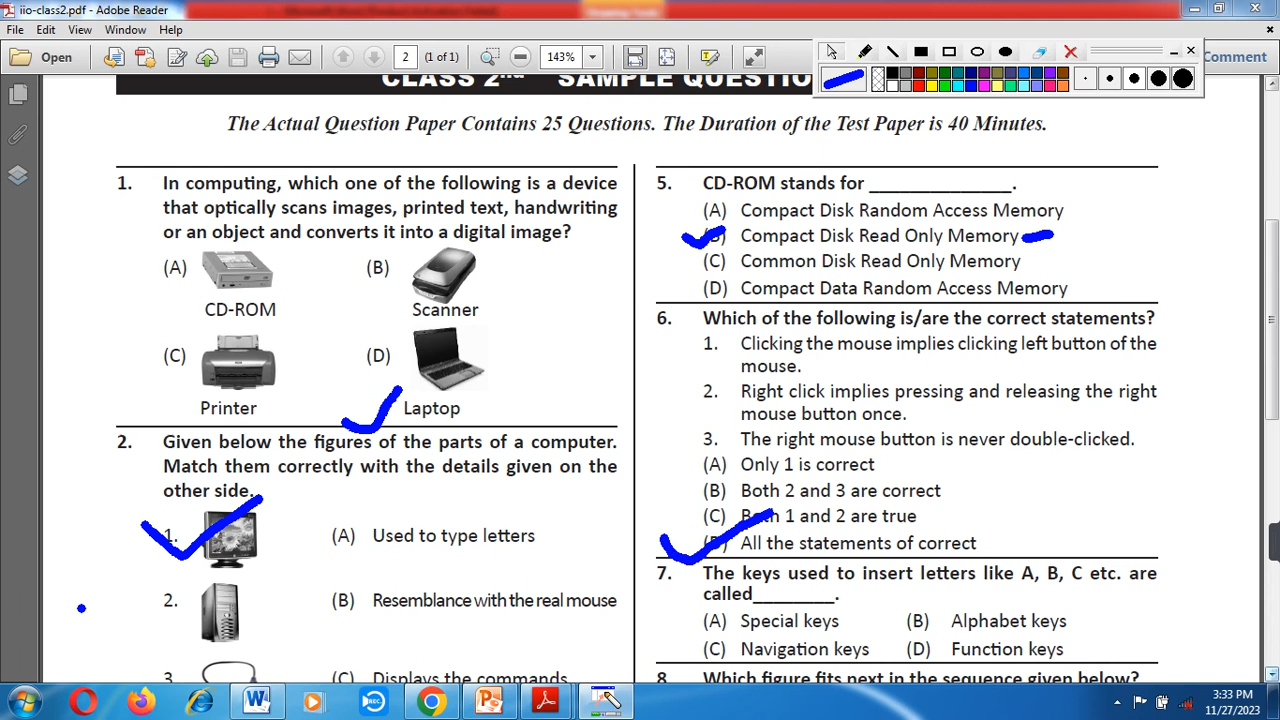 iio-class2.pdf - Adobe Reader
File Edit View Window Help
Open 2 (1 of 1) 143% Comment
CLASS 2nd SAMPLE QUESTIO
The Actual Question Paper Contains 25 Questions. The Duration of the Test Paper is 40 Minutes.
1. In computing, which one of the following is a device
that optically scans images, printed text, handwriting
or an object and converts it into a digital image?
(A) (B)
CD-ROM Scanner
(C) (D)
Printer Laptop
2. Given below the figures of the parts of a computer.
Match them correctly with the details given on the
other side.
1. (A) Used to type letters
2. (B) Resemblance with the real mouse
3. (C) Displays the commands
5. CD-ROM stands for ______________.
(A) Compact Disk Random Access Memory
(B) Compact Disk Read Only Memory
(C) Common Disk Read Only Memory
(D) Compact Data Random Access Memory
6. Which of the following is/are the correct statements?
1. Clicking the mouse implies clicking left button of the
mouse.
2. Right click implies pressing and releasing the right
mouse button once.
3. The right mouse button is never double-clicked.
(A) Only 1 is correct
(B) Both 2 and 3 are correct
(C) Both 1 and 2 are true
(D) All the statements of correct
7. The keys used to insert letters like A, B, C etc. are
called________.
(A) Special keys (B) Alphabet keys
(C) Navigation keys (D) Function keys
8. Which figure fits next in the sequence given below?
REC
3:33 PM
11/27/2023